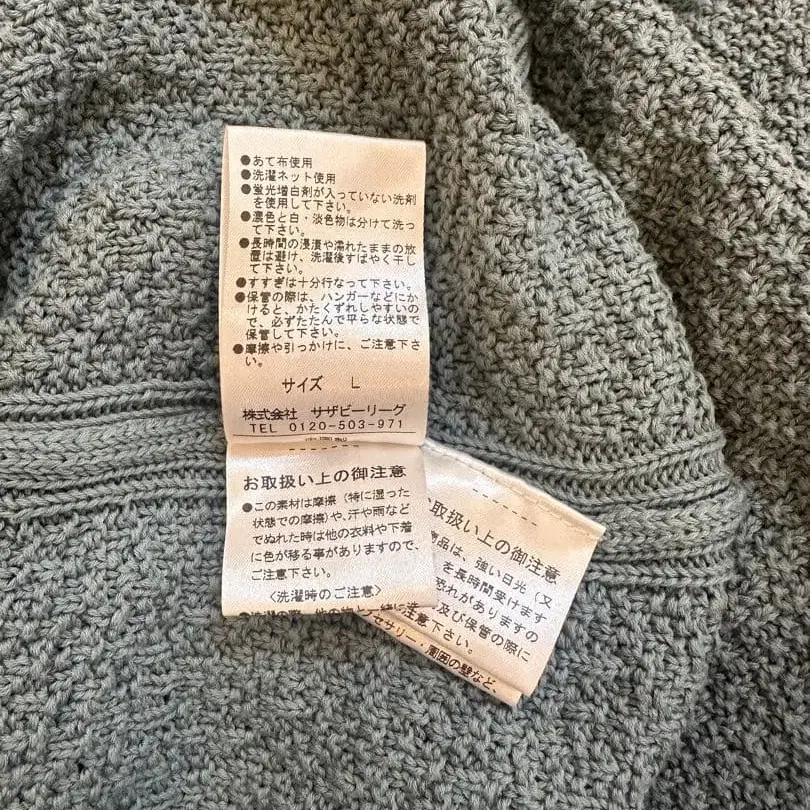 ●あて布使用
●洗濯ネット使用
●蛍光増白剤が入っていない洗剤
を使用して下さい。
●濃色と白・淡色物は分けて洗っ
て下さい。
●長時間の浸漬や濡れたままの放
置は避け、洗濯後すばやく干し
て下さい。
●すすぎは十分行なって下さい。
●保管の際は、ハンガーなどにか
けると、かたくずれしやすいの
で、必ずたたんで平らな状態で
保管して下さい。
●摩擦や引っかけに、ご注意下さ
い。
サイズ L
株式会社 サザビーリーグ
TEL 0120-503-971
お取扱い上の御注意
●この素材は摩擦(特に湿った
状態での摩擦)や、汗や雨など
でぬれた時は他の衣料や下着
に色が移る事がありますので、
ご注意下さい。
〈洗濯時のご注意〉
お取扱い上の御注意
商品は、強い日光(又
を長時間受けます
恐れがありますの
及び保管の際に
注意下さい。
セサリー・周囲の壁など、